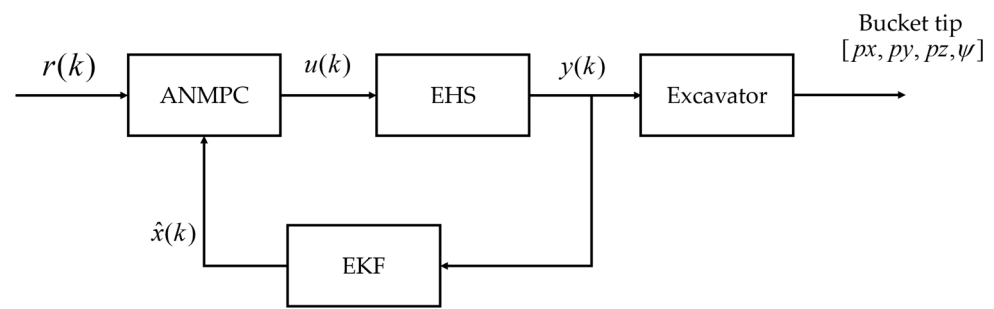 Bucket tip
[px, py, pz, ψ]
r(k)
ANMPC
u(k)
EHS
y(k)
Excavator
x̂(k)
EKF